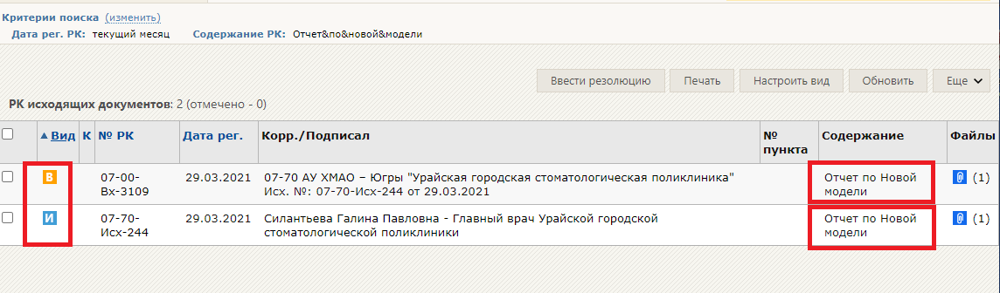 Критерии поиска (изменить)
Дата рег. РК: текущий месяц Содержание РК: Отчет&по&новой&модели
Ввести резолюцию Печать Настроить вид Обновить Еще
РК исходящих документов: 2 (отмечено - 0)
Вид К № РК Дата рег. Корр./Подписал № Содержание Файлы
пункта
В 07-00- 29.03.2021 07-70 АУ ХМАО – Югры "Урайская городская стоматологическая поликлиника" Отчет по Новой (1)
Вх-3109 Исх. №: 07-70-Исх-244 от 29.03.2021 модели
И 07-70- 29.03.2021 Силантьева Галина Павловна - Главный врач Урайской городской Отчет по Новой (1)
Исх-244 стоматологической поликлиники модели